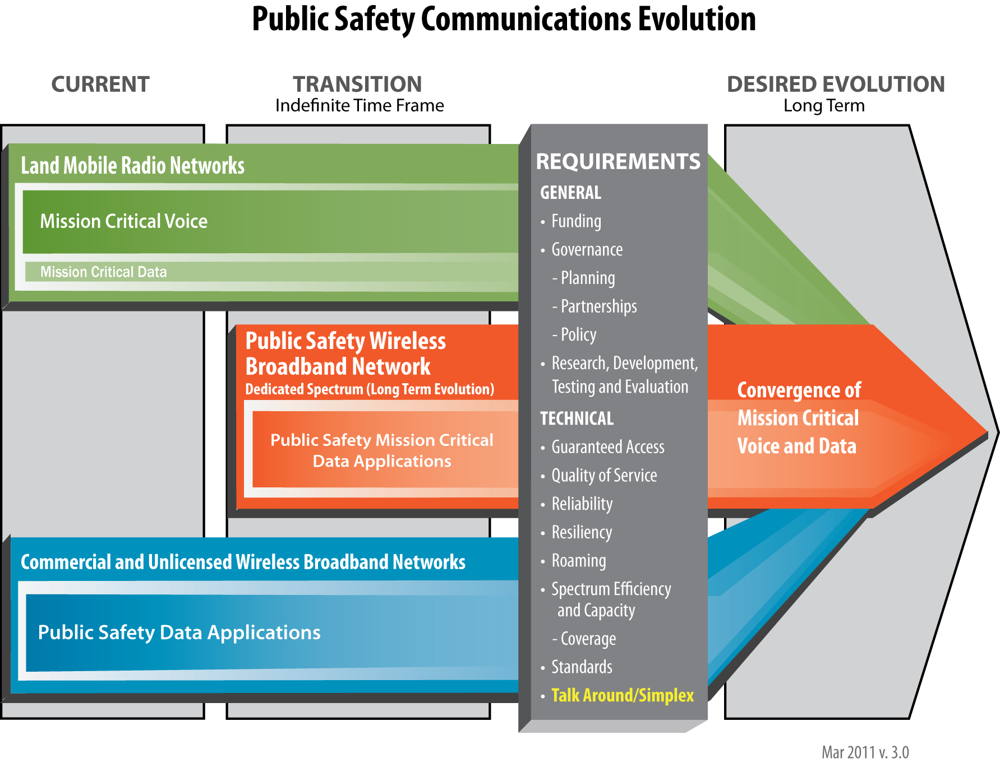 Public Safety Communications Evolution
CURRENT
TRANSITION
Indefinite Time Frame
DESIRED EVOLUTION
Long Term
Land Mobile Radio Networks
Mission Critical Voice
Mission Critical Data
Public Safety Wireless
Broadband Network
Dedicated Spectrum (Long Term Evolution)
Public Safety Mission Critical
Data Applications
Commercial and Unlicensed Wireless Broadband Networks
Public Safety Data Applications
REQUIREMENTS
GENERAL
• Funding
• Governance
- Planning
- Partnerships
- Policy
• Research, Development,
Testing and Evaluation
TECHNICAL
• Guaranteed Access
• Quality of Service
• Reliability
• Resiliency
• Roaming
• Spectrum Efficiency
and Capacity
- Coverage
• Standards
• Talk Around/Simplex
Convergence of
Mission Critical
Voice and Data
Mar 2011 v. 3.0